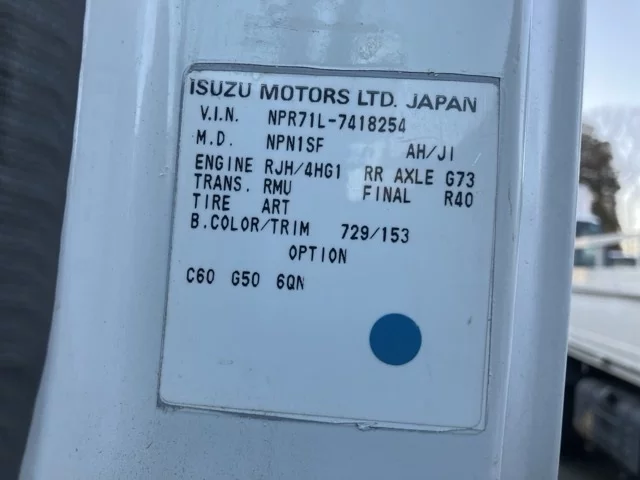 ISUZU MOTORS LTD. JAPAN
V.I.N. NPR71L-7418254
M.D. NPN1SF AH/JI
ENGINE RJH/4HG1 RR AXLE G73
TRANS. RMU FINAL R40
TIRE ART
B.COLOR/TRIM 729/153
OPTION
C60 G50 6QN